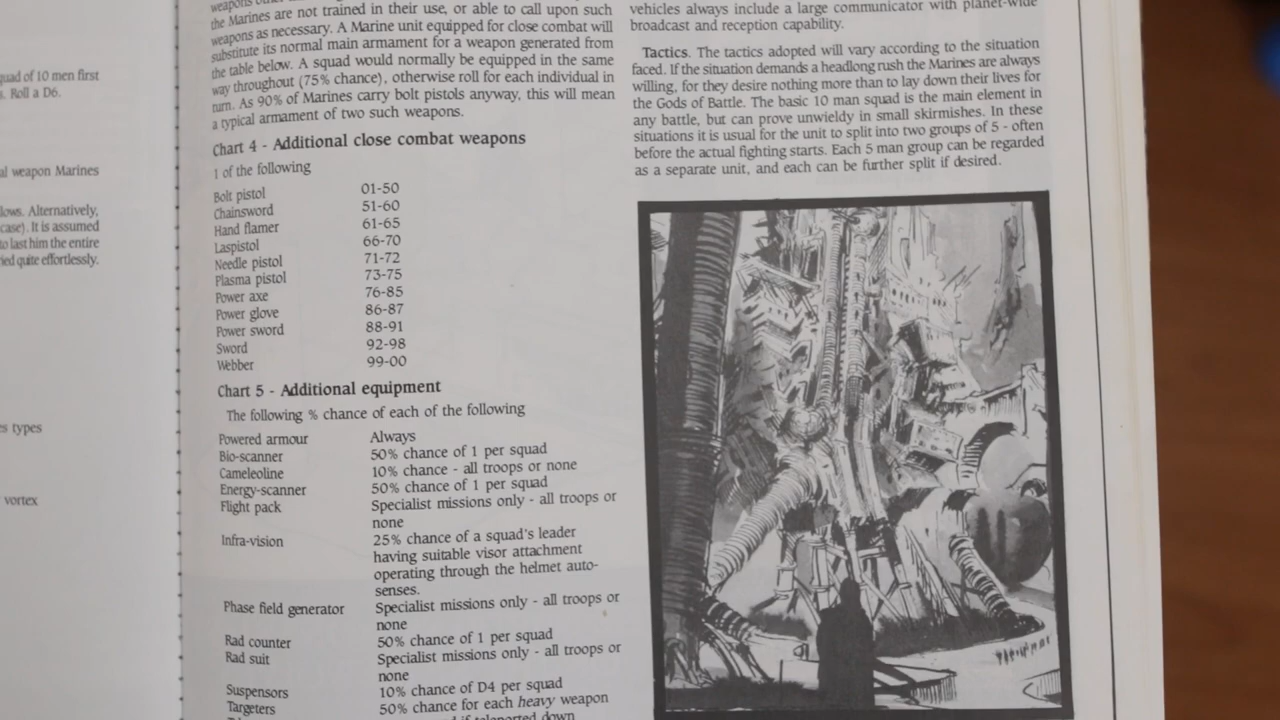 quad of 10 men first
s. Roll a D6.
al weapon Marines
lows. Alternatively,
case). It is assumed
to last him the entire
ried quite effortlessly.
es types
vortex
weapons
the Marines are not trained in their use, or able to call upon such
weapons as necessary. A Marine unit equipped for close combat will
substitute its normal main armament for a weapon generated from
the table below. A squad would normally be equipped in the same
way throughout (75% chance), otherwise roll for each individual in
turn. As 90% of Marines carry bolt pistols anyway, this will mean
a typical armament of two such weapons.
Chart 4 - Additional close combat weapons
1 of the following
Bolt pistol 01-50
Chainsword 51-60
Hand flamer 61-65
Laspistol 66-70
Needle pistol 71-72
Plasma pistol 73-75
Power axe 76-85
Power glove 86-87
Power sword 88-91
Sword 92-98
Webber 99-00
Chart 5 - Additional equipment
The following % chance of each of the following
Powered armour Always
Bio-scanner 50% chance of 1 per squad
Cameleoline 10% chance - all troops or none
Energy-scanner 50% chance of 1 per squad
Flight pack Specialist missions only - all troops or
none
Infra-vision 25% chance of a squad's leader
having suitable visor attachment
operating through the helmet auto-
senses.
Phase field generator Specialist missions only - all troops or
none
Rad counter 50% chance of 1 per squad
Rad suit Specialist missions only - all troops or
none
Suspensors 10% chance of D4 per squad
Targeters 50% chance for each heavy weapon
if teleported down
vehicles always include a large communicator with planet-wide
broadcast and reception capability.
Tactics. The tactics adopted will vary according to the situation
faced. If the situation demands a headlong rush the Marines are always
willing, for they desire nothing more than to lay down their lives for
the Gods of Battle. The basic 10 man squad is the main element in
any battle, but can prove unwieldy in small skirmishes. In these
situations it is usual for the unit to split into two groups of 5 - often
before the actual fighting starts. Each 5 man group can be regarded
as a separate unit, and each can be further split if desired.